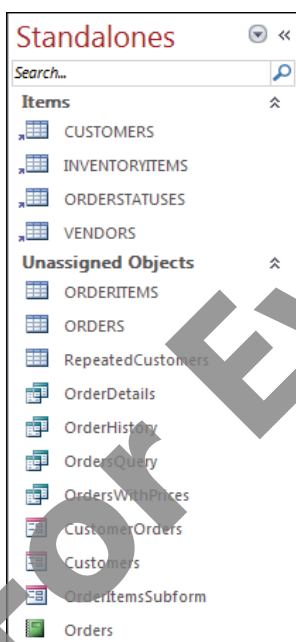 Standalones
Search...
Items
CUSTOMERS
INVENTORYITEMS
ORDERSTATUSES
VENDORS
Unassigned Objects
ORDERITEMS
ORDERS
RepeatedCustomers
OrderDetails
OrderHistory
OrdersQuery
OrdersWithPrices
CustomerOrders
Customers
OrderItemsSubform
Orders